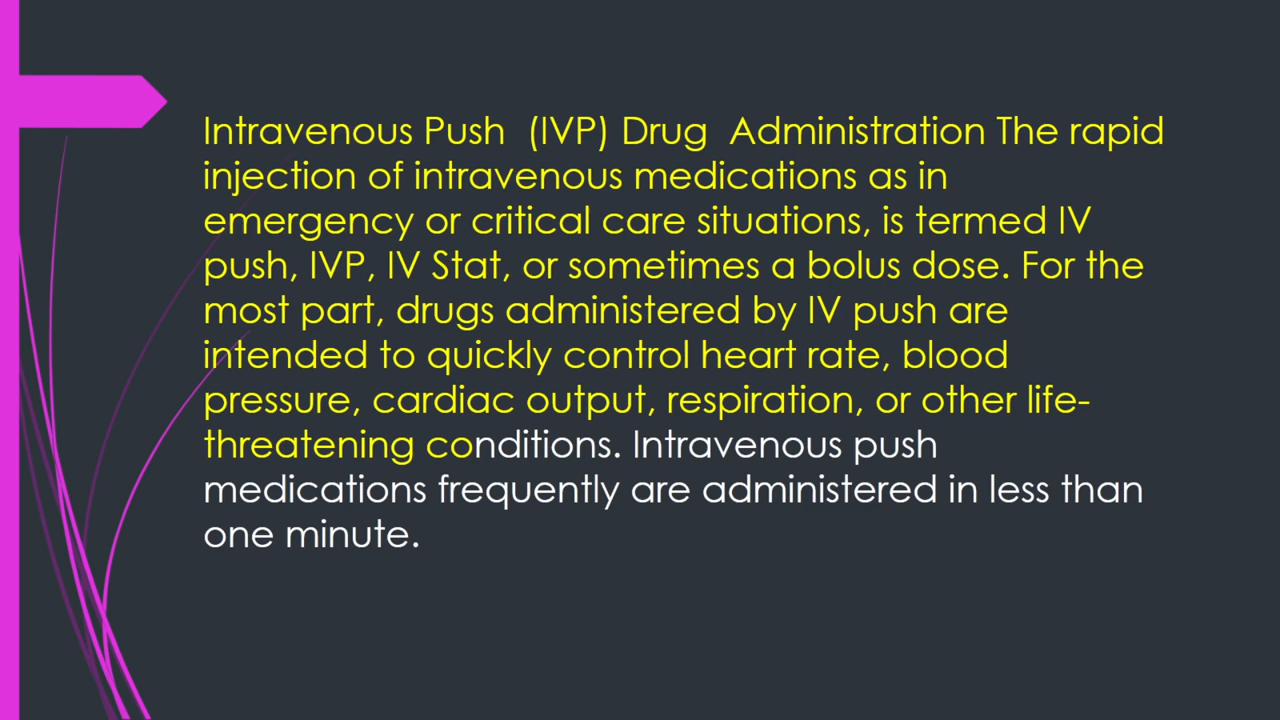 Intravenous Push  (IVP) Drug  Administration The rapid
injection of intravenous medications as in
emergency or critical care situations, is termed IV
push, IVP, IV Stat, or sometimes a bolus dose. For the
most part, drugs administered by IV push are
intended to quickly control heart rate, blood
pressure, cardiac output, respiration, or other life-
threatening conditions. Intravenous push
medications frequently are administered in less than
one minute.